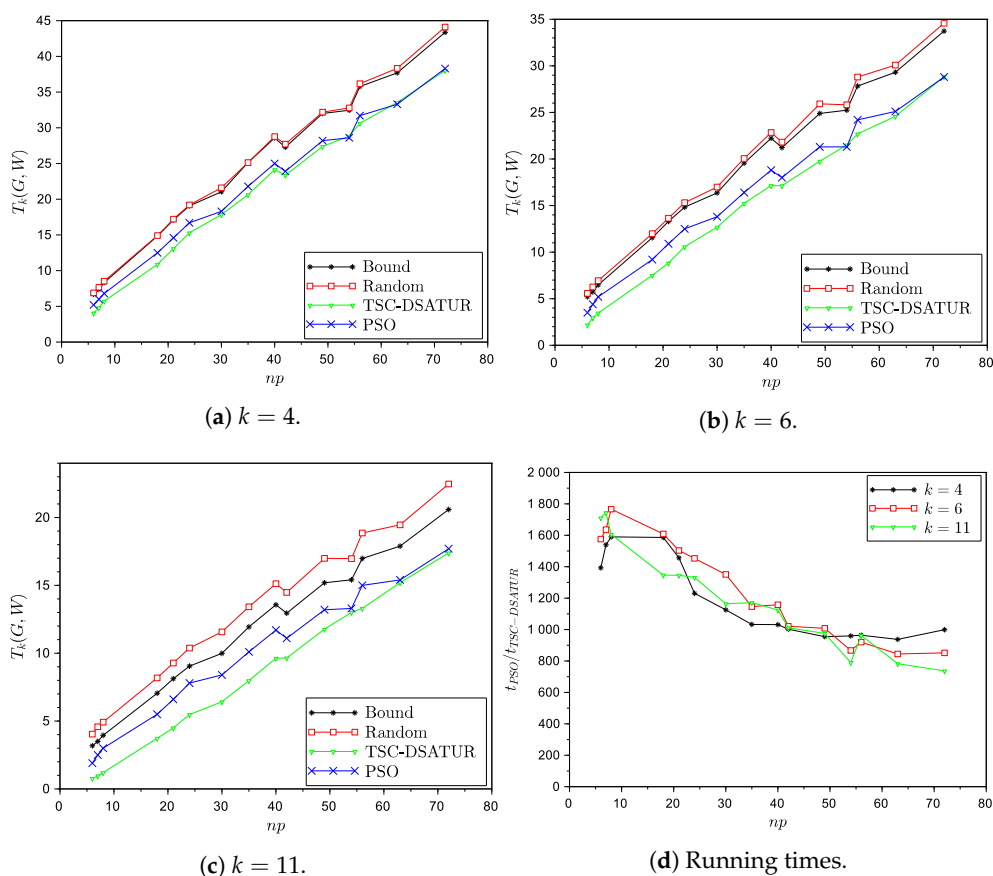 45
40
35
30
25
20
15
10
5
0
T_k(G, W)
0 10 20 30 40 50 60 70 80
np
Bound
Random
TSC-DSATUR
PSO
(a) k = 4.
35
30
25
20
15
10
5
0
T_k(G, W)
0 10 20 30 40 50 60 70 80
np
Bound
Random
TSC-DSATUR
PSO
(b) k = 6.
20
15
10
5
0
T_k(G, W)
0 10 20 30 40 50 60 70 80
np
Bound
Random
TSC-DSATUR
PSO
(c) k = 11.
2 000
1 800
1 600
1 400
1 200
1 000
800
600
400
200
0
t_PSO/t_TSC-DSATUR
0 10 20 30 40 50 60 70 80
np
k = 4
k = 6
k = 11
(d) Running times.